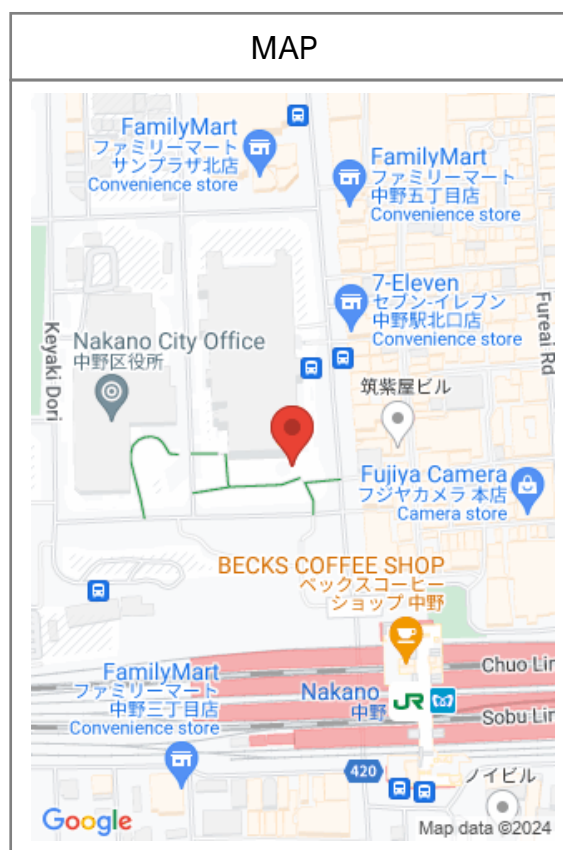 MAP
FamilyMart
ファミリーマート
サンプラザ北店
Convenience store
FamilyMart
ファミリーマート
中野五丁目店
Convenience store
7-Eleven
セブン-イレブン
中野駅北口店
Convenience store
Fureai Rd
Keyaki Dori
Nakano City Office
中野区役所
筑紫屋ビル
Fujiya Camera
フジヤカメラ 本店
Camera store
BECKS COFFEE SHOP
ベックスコーヒー
ショップ 中野
Chuo Lin
FamilyMart
ファミリーマート
中野三丁目店
Convenience store
Nakano
中野
JR
Sobu Lin
420
ノイビル
Google
Map data ©2024